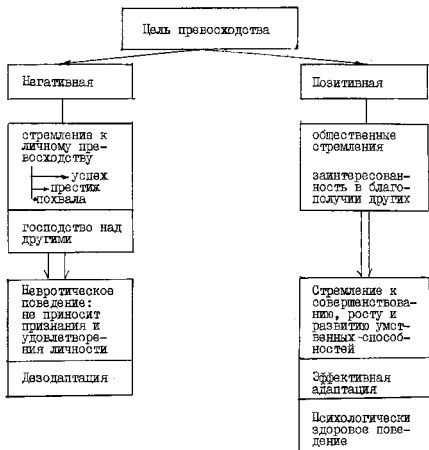 Цель превосходства
Негативная
стремление к
личному пре-
восходству
успех
престиж
похвала
господство над
другими
Невротическое
поведение:
не приносит
признания и
удовлетворе-
ния личности
Дезодаптация
Позитивная
общественные
стремления
заинтересован-
ность в благо-
получии других
Стремление к
совершенствова-
нию, росту и
развитию умст-
венных способ-
ностей
Эффективная
адаптация
Психологически
здоровое пове-
дение